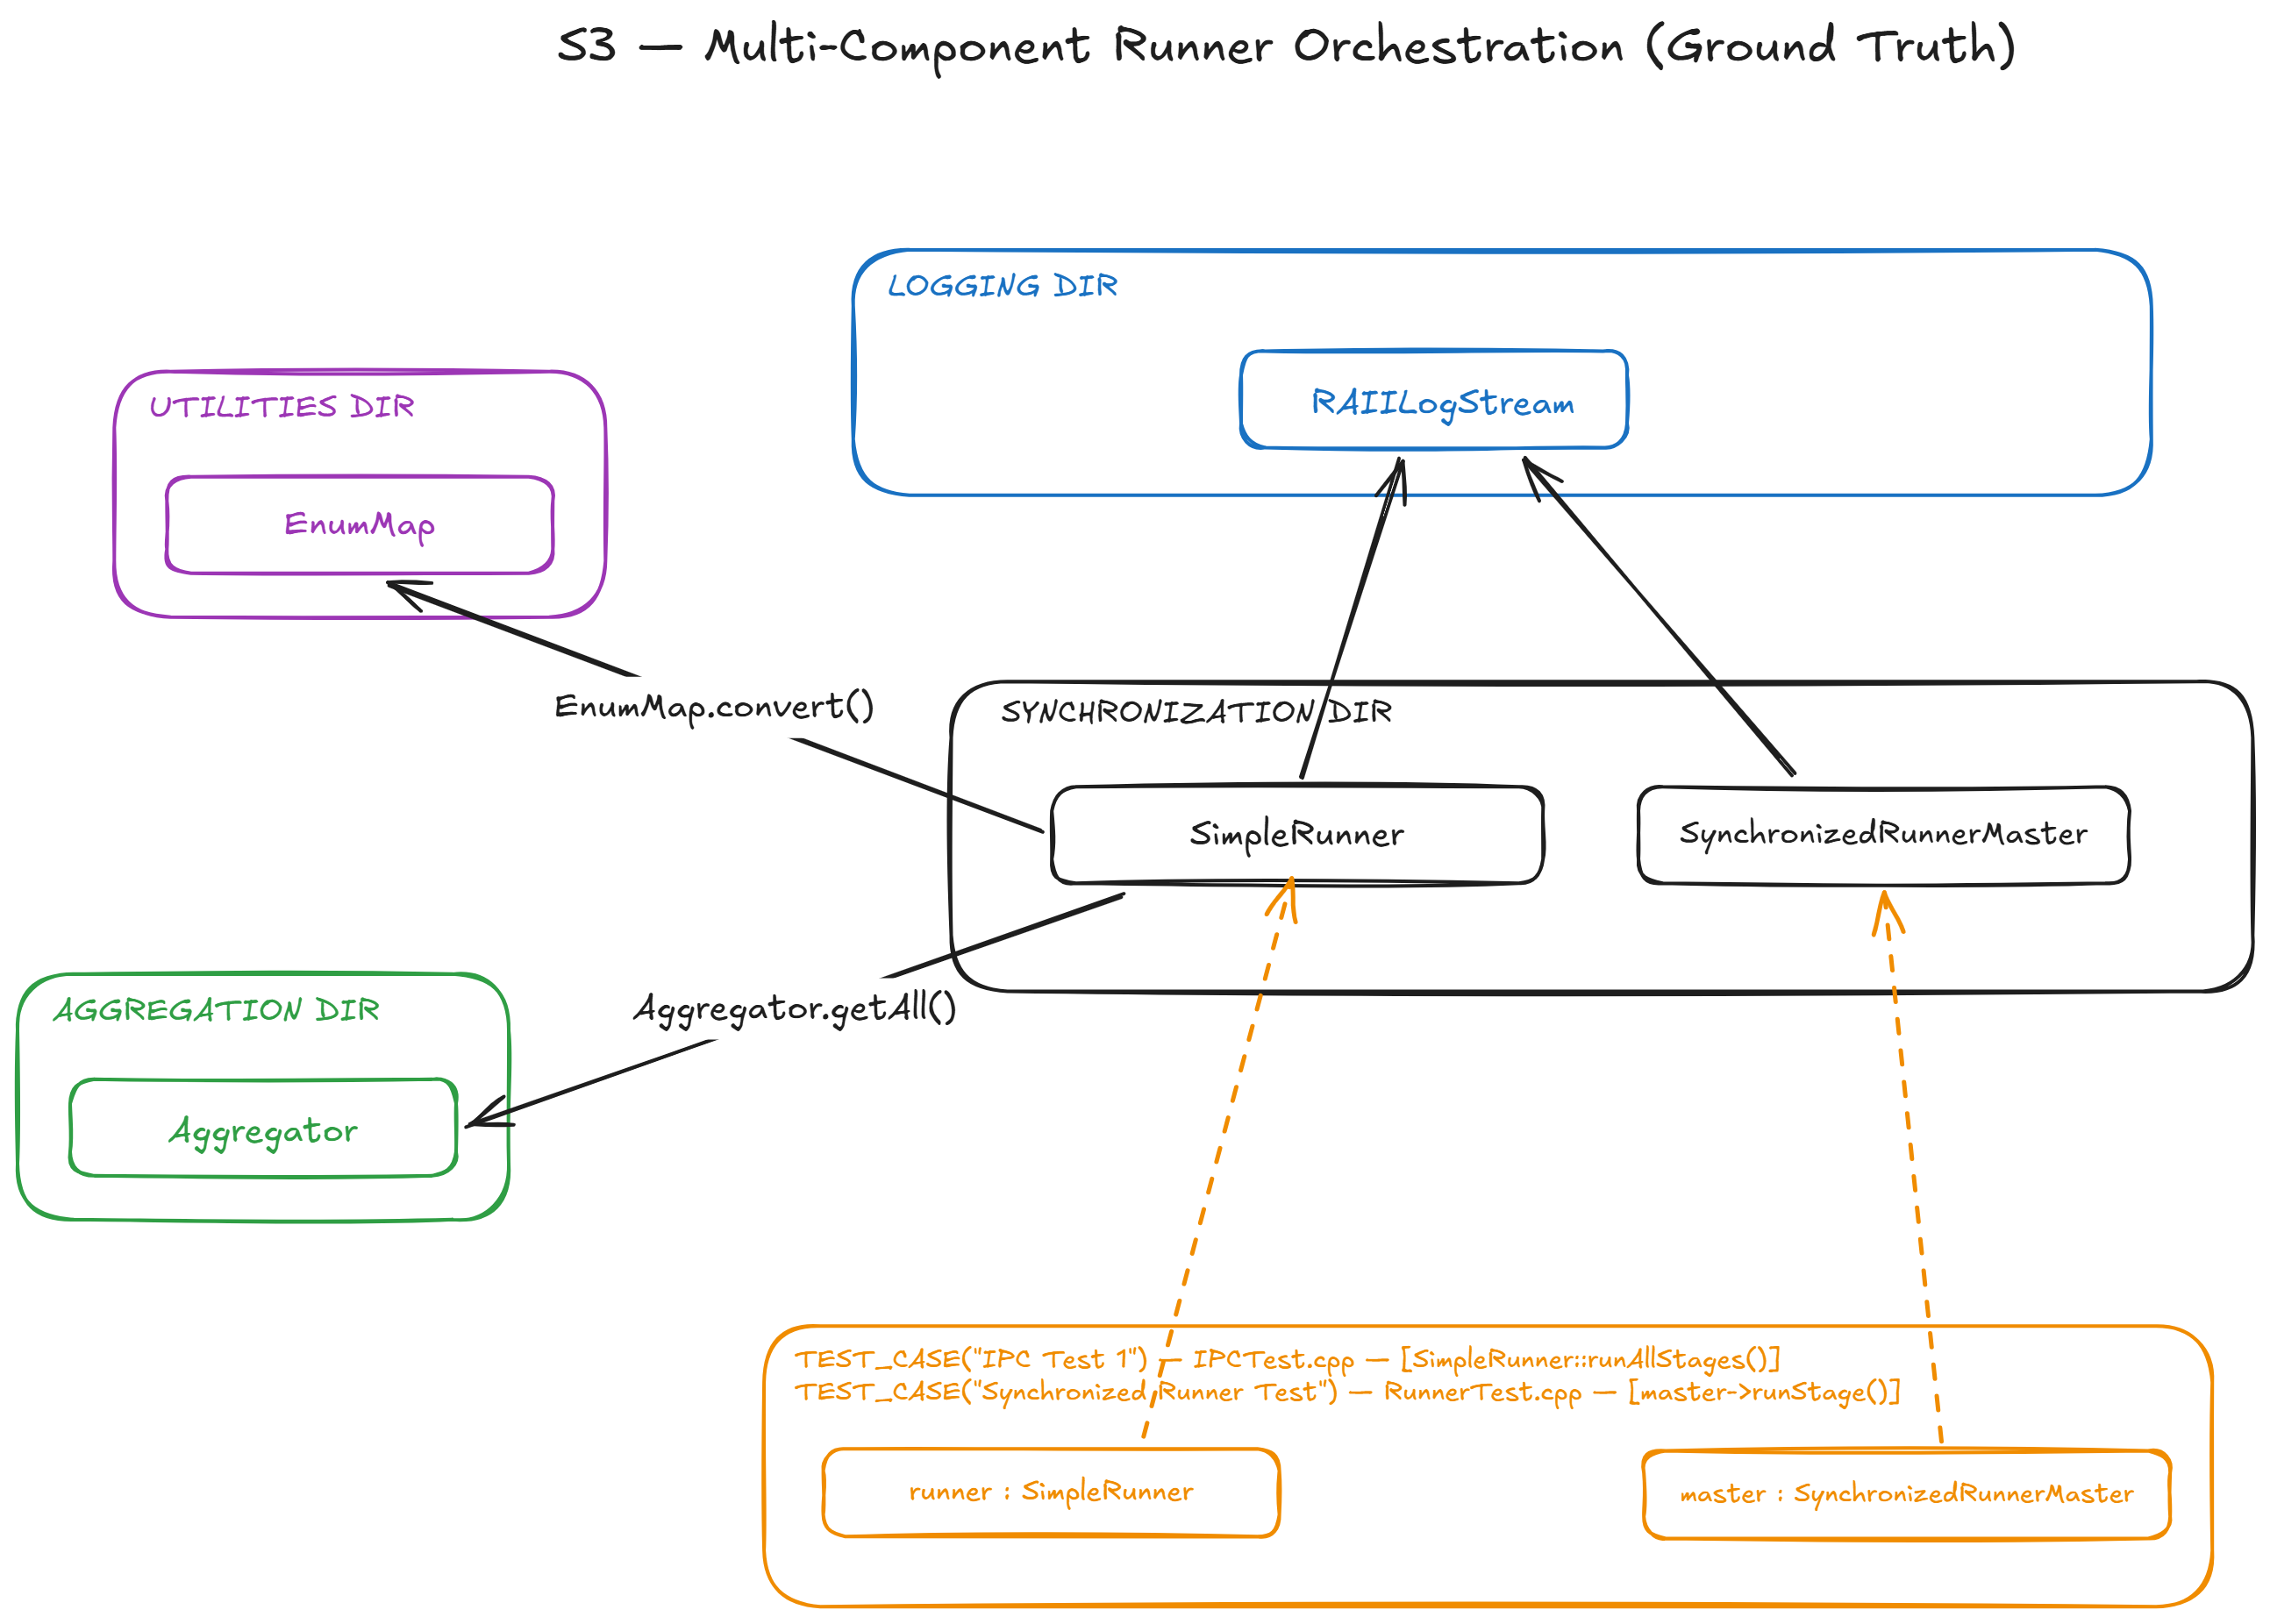 S3 — Multi-Component Runner Orchestration (Ground Truth)
LOGGING DIR
RAIILogStream
UTILITIES DIR
EnumMap
EnumMap.convert()
SYNCHRONIZATION DIR
SimpleRunner
SynchronizedRunnerMaster
AGGREGATION DIR
Aggregator.getAll()
Aggregator
TEST_CASE("IPC Test 1") — IPCTest.cpp — [SimpleRunner::runAllStages()]
TEST_CASE("Synchronized Runner Test") — RunnerTest.cpp — [master->runStage()]
runner : SimpleRunner
master : SynchronizedRunnerMaster